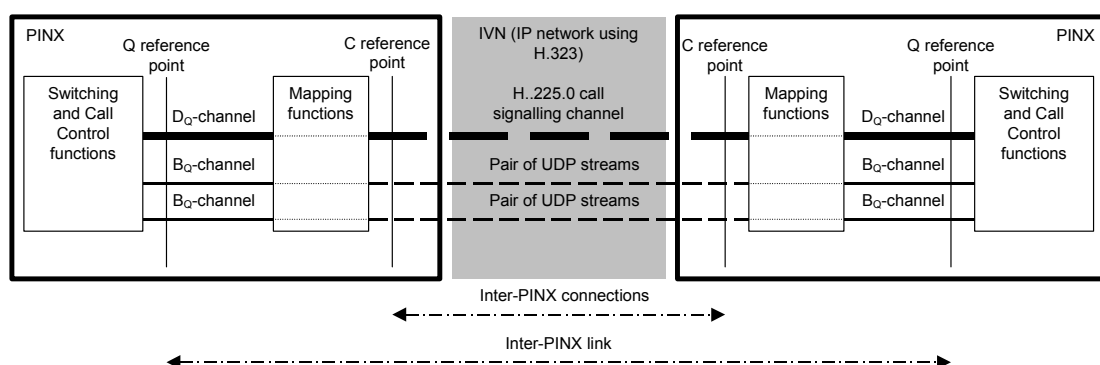 PINX
Q reference
point
C reference
point
IVN (IP network using
H.323)
C reference
point
Q reference
point
PINX
Switching
and Call
Control
functions
DQ-channel
Mapping
functions
H..225.0 call
signalling channel
Mapping
functions
DQ-channel
Switching
and Call
Control
functions
BQ-channel
Pair of UDP streams
BQ-channel
BQ-channel
Pair of UDP streams
BQ-channel
Inter-PINX connections
Inter-PINX link